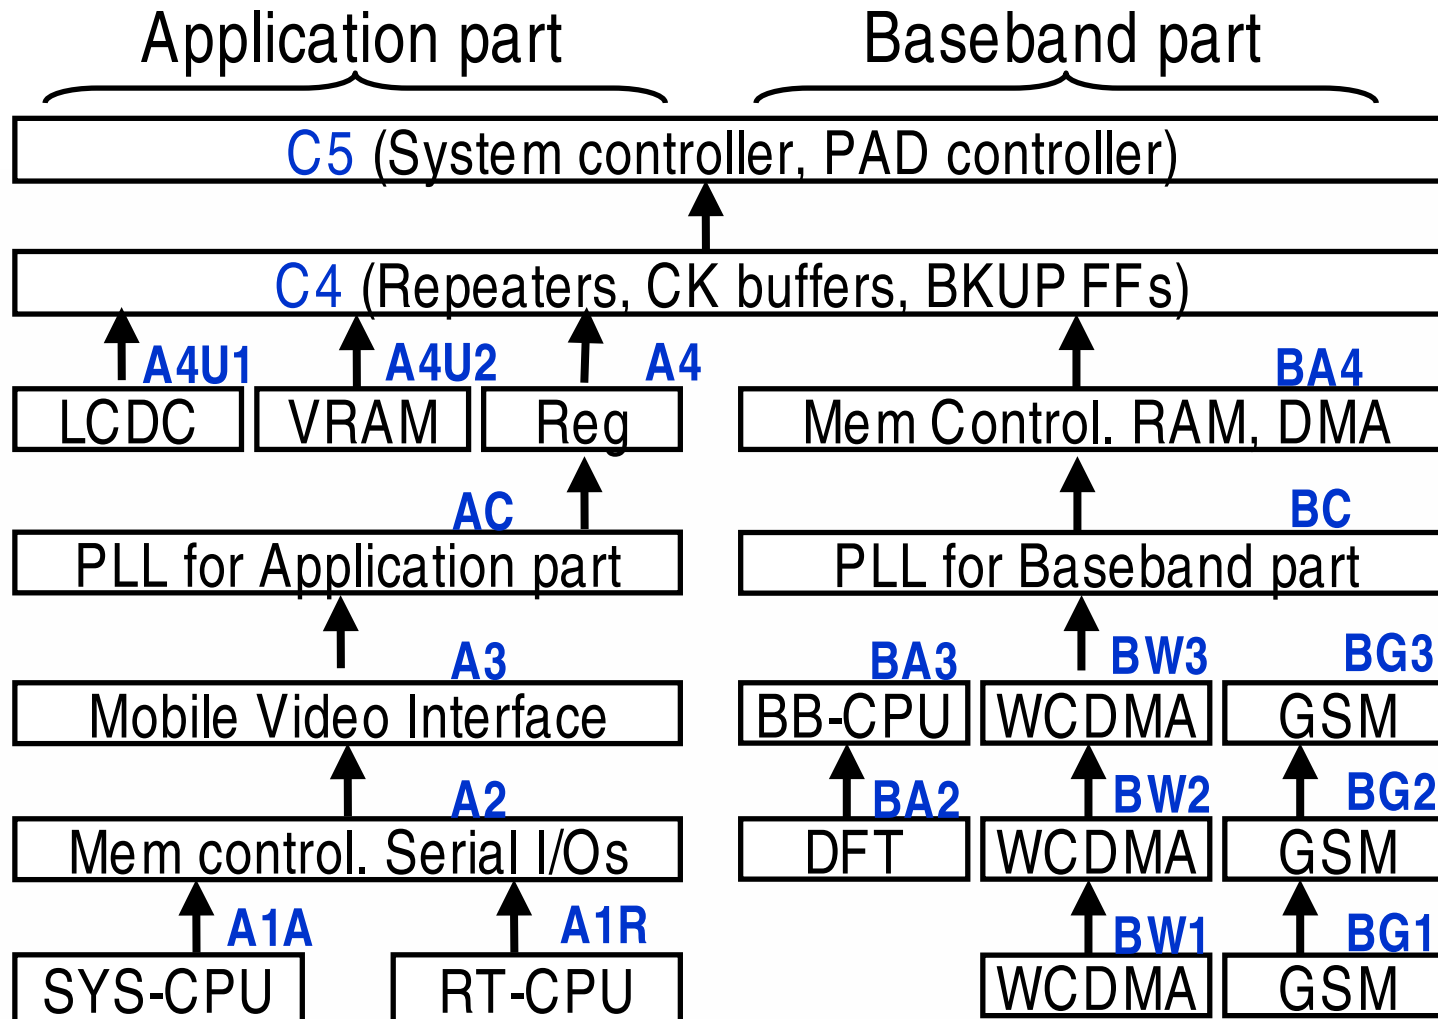 Application part
Baseband part
C5 (System controller, PAD controller)
C4 (Repeaters, CK buffers, BKUP FFs)
A4U1
A4U2
A4
BA4
LCDC
VRAM
Reg
Mem Control. RAM, DMA
AC
BC
PLL for Application part
PLL for Baseband part
A3
BA3
BW3
BG3
Mobile Video Interface
BB-CPU
WCDMA
GSM
A2
BA2
BW2
BG2
Mem control. Serial I/Os
DFT
WCDMA
GSM
A1A
A1R
BW1
BG1
SYS-CPU
RT-CPU
WCDMA
GSM